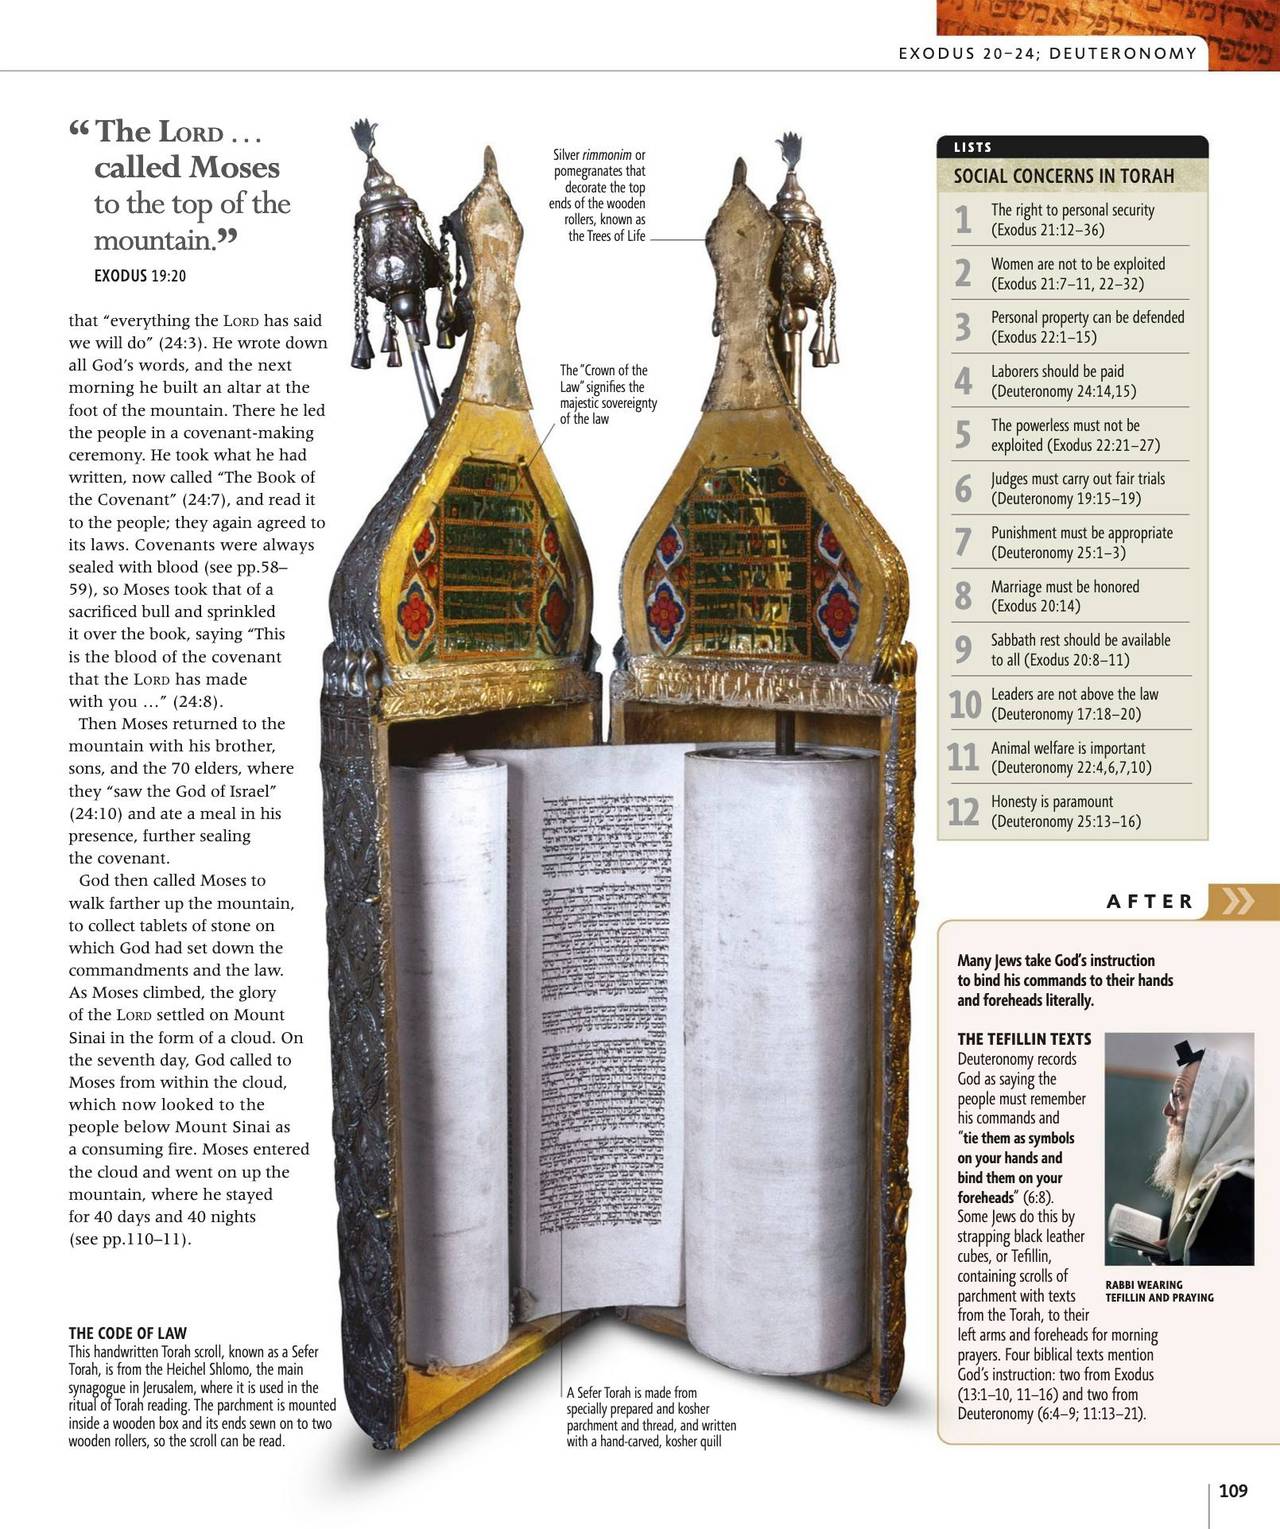 EXODUS 20–24; DEUTERONOMY
“The LORD …
called Moses
to the top of the
mountain.”
EXODUS 19:20
that “everything the LORD has said
we will do” (24:3). He wrote down
all God’s words, and the next
morning he built an altar at the
foot of the mountain. There he led
the people in a covenant-making
ceremony. He took what he had
written, now called “The Book of
the Covenant” (24:7), and read it
to the people; they again agreed to
its laws. Covenants were always
sealed with blood (see pp.58–
59), so Moses took that of a
sacrificed bull and sprinkled
it over the book, saying “This
is the blood of the covenant
that the LORD has made
with you …” (24:8).
Then Moses returned to the
mountain with his brother,
sons, and the 70 elders, where
they “saw the God of Israel”
(24:10) and ate a meal in his
presence, further sealing
the covenant.
God then called Moses to
walk farther up the mountain,
to collect tablets of stone on
which God had set down the
commandments and the law.
As Moses climbed, the glory
of the LORD settled on Mount
Sinai in the form of a cloud. On
the seventh day, God called to
Moses from within the cloud,
which now looked to the
people below Mount Sinai as
a consuming fire. Moses entered
the cloud and went on up the
mountain, where he stayed
for 40 days and 40 nights
(see pp.110–11).
THE CODE OF LAW
This handwritten Torah scroll, known as a Sefer
Torah, is from the Heichel Shlomo, the main
synagogue in Jerusalem, where it is used in the
ritual of Torah reading. The parchment is mounted
inside a wooden box and its ends sewn on to two
wooden rollers, so the scroll can be read.
Silver rimmonim or
pomegranates that
decorate the top
ends of the wooden
rollers, known as
the Trees of Life
The “Crown of the
Law” signifies the
majestic sovereignty
of the law
A Sefer Torah is made from
specially prepared and kosher
parchment and thread, and written
with a hand-carved, kosher quill
LISTS
SOCIAL CONCERNS IN TORAH
1 The right to personal security
(Exodus 21:12–36)
2 Women are not to be exploited
(Exodus 21:7–11, 22–32)
3 Personal property can be defended
(Exodus 22:1–15)
4 Laborers should be paid
(Deuteronomy 24:14,15)
5 The powerless must not be
exploited (Exodus 22:21–27)
6 Judges must carry out fair trials
(Deuteronomy 19:15–19)
7 Punishment must be appropriate
(Deuteronomy 25:1–3)
8 Marriage must be honored
(Exodus 20:14)
9 Sabbath rest should be available
to all (Exodus 20:8–11)
10 Leaders are not above the law
(Deuteronomy 17:18–20)
11 Animal welfare is important
(Deuteronomy 22:4,6,7,10)
12 Honesty is paramount
(Deuteronomy 25:13–16)
AFTER
Many Jews take God’s instruction
to bind his commands to their hands
and foreheads literally.
THE TEFILLIN TEXTS
Deuteronomy records
God as saying the
people must remember
his commands and
“tie them as symbols
on your hands and
bind them on your
foreheads” (6:8).
Some Jews do this by
strapping black leather
cubes, or Tefillin,
containing scrolls of
parchment with texts
from the Torah, to their
left arms and foreheads for morning
prayers. Four biblical texts mention
God’s instruction: two from Exodus
(13:1–10, 11–16) and two from
Deuteronomy (6:4–9; 11:13–21).
RABBI WEARING
TEFILLIN AND PRAYING
109